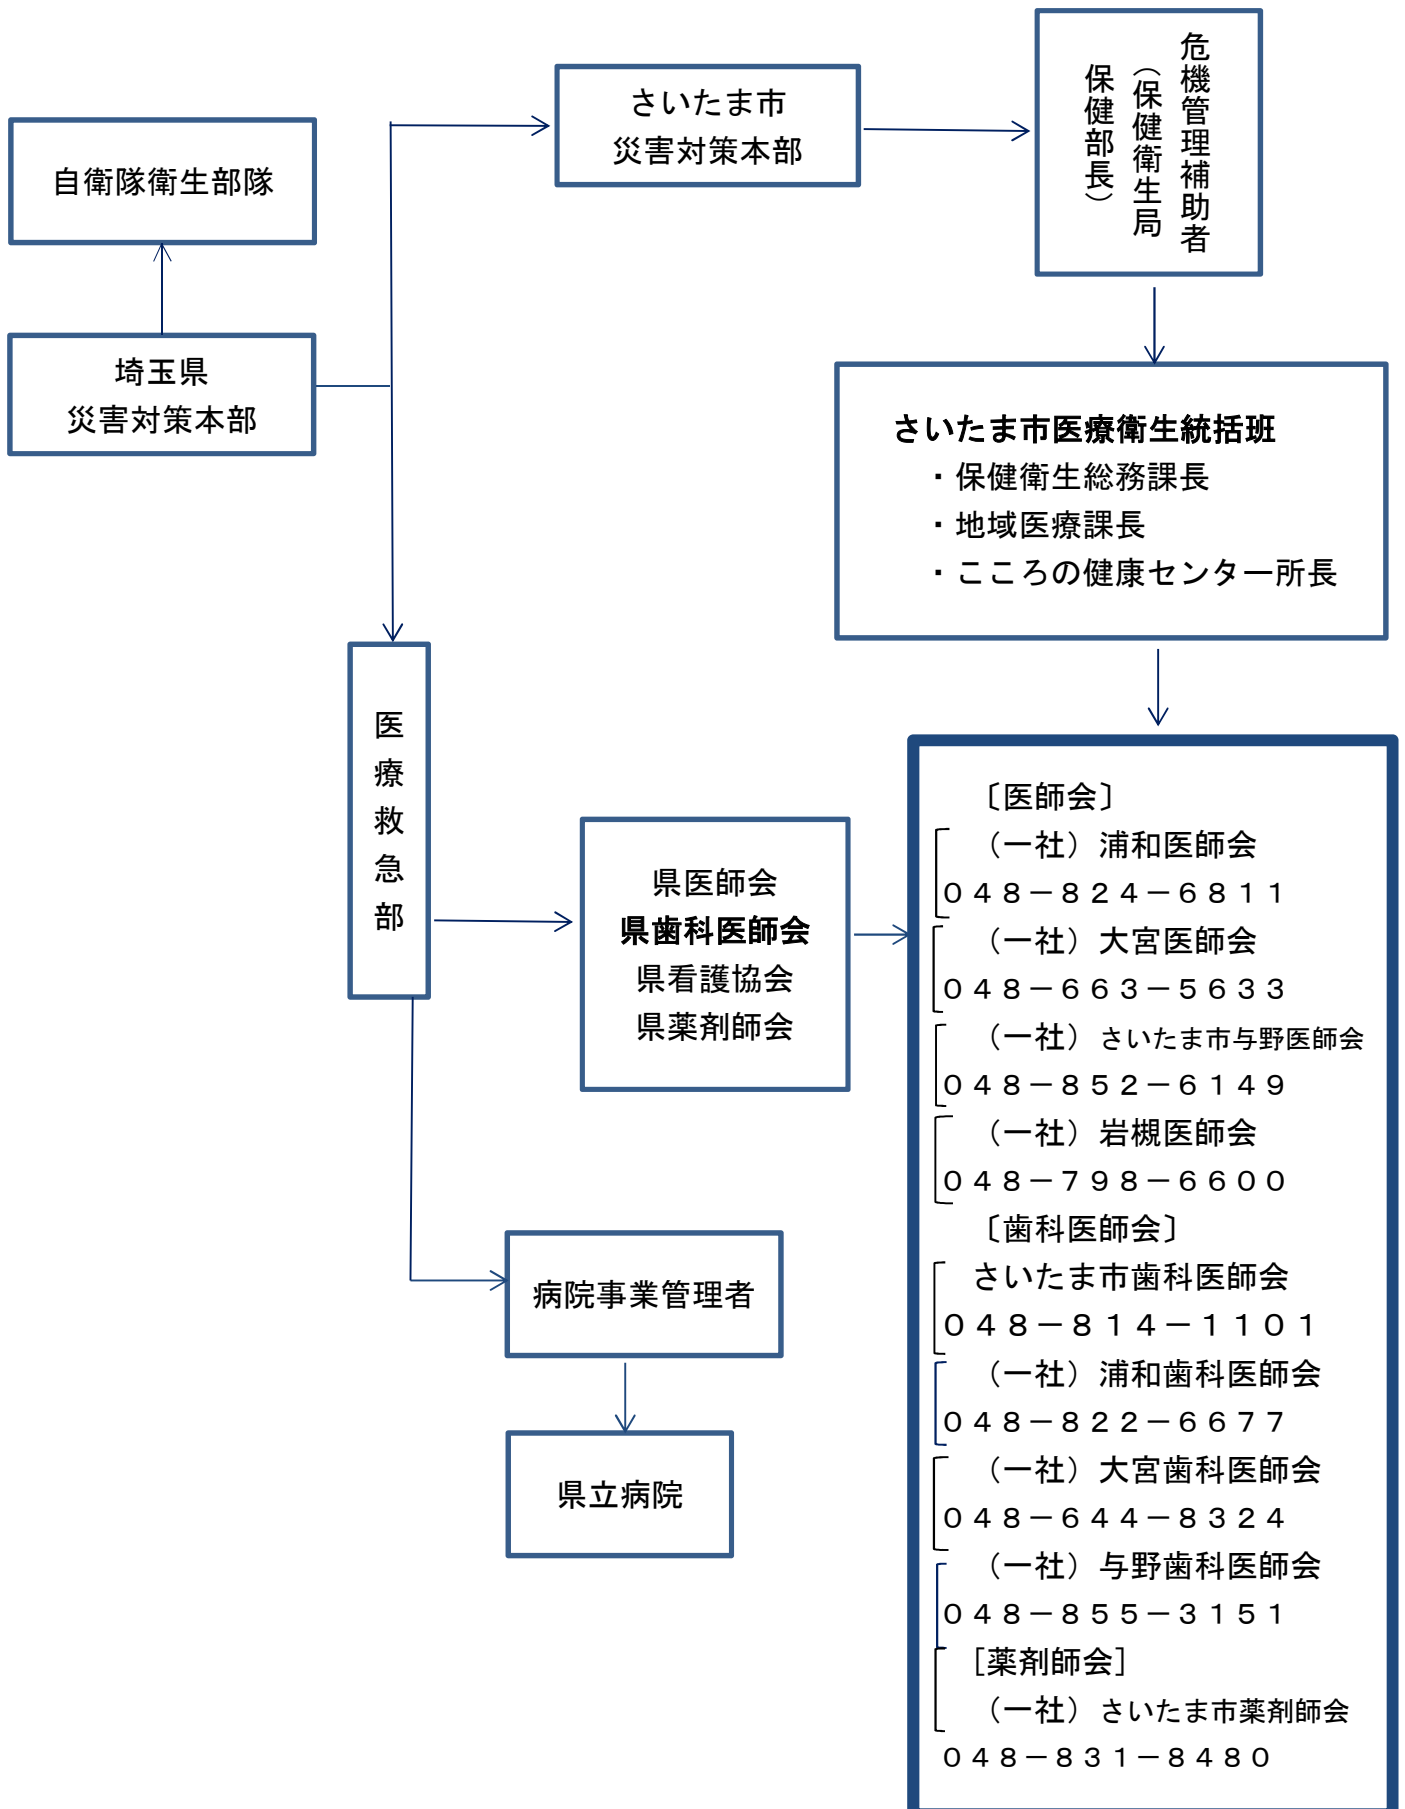 自衛隊衛生部隊
埼玉県
災害対策本部
さいたま市
災害対策本部
危機管理補助者
（保健衛生局
保健部長）
さいたま市医療衛生統括班
・保健衛生総務課長
・地域医療課長
・こころの健康センター所長
医療救急部
県医師会
県歯科医師会
県看護協会
県薬剤師会
病院事業管理者
県立病院
〔医師会〕
（一社）浦和医師会
０４８－８２４－６８１１
（一社）大宮医師会
０４８－６６３－５６３３
（一社）さいたま市与野医師会
０４８－８５２－６１４９
（一社）岩槻医師会
０４８－７９８－６６００
〔歯科医師会〕
さいたま市歯科医師会
０４８－８１４－１１０１
（一社）浦和歯科医師会
０４８－８２２－６６７７
（一社）大宮歯科医師会
０４８－６４４－８３２４
（一社）与野歯科医師会
０４８－８５５－３１５１
［薬剤師会］
（一社）さいたま市薬剤師会
０４８－８３１－８４８０